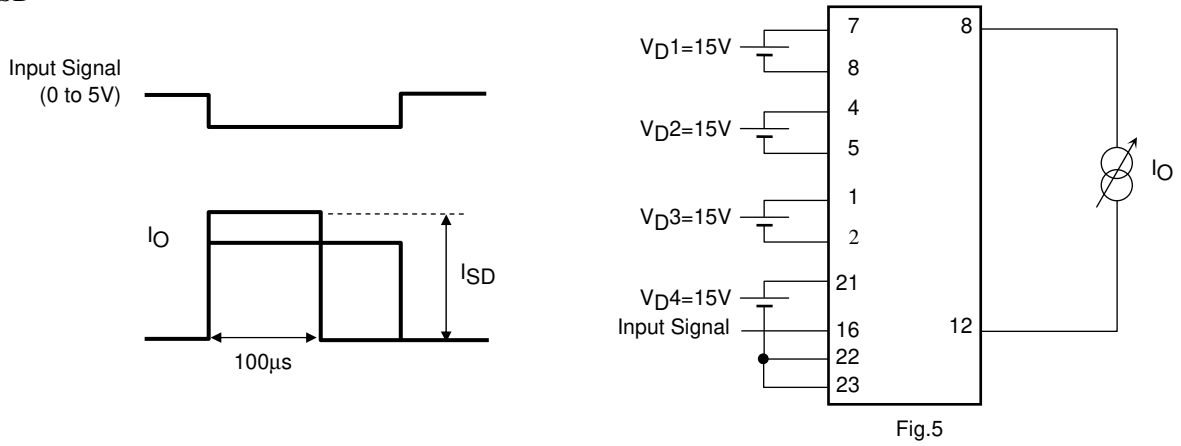 Input Signal
(0 to 5V)
IO
ISD
100µs
VD1=15V
VD2=15V
VD3=15V
VD4=15V
Input Signal
7
8
4
5
1
2
21
16
22
23
8
12
IO
Fig.5